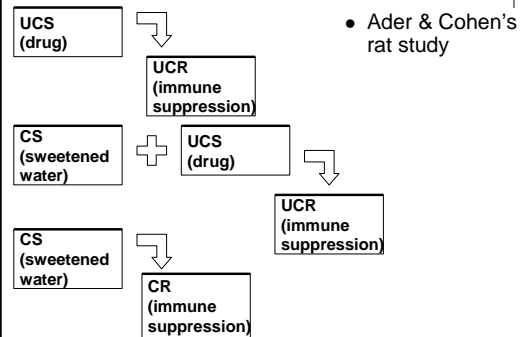 UCS
(drug)
UCR
(immune
suppression)
CS
(sweetened
water)
UCS
(drug)
UCR
(immune
suppression)
CS
(sweetened
water)
CR
(immune
suppression)
• Ader & Cohen's
rat study